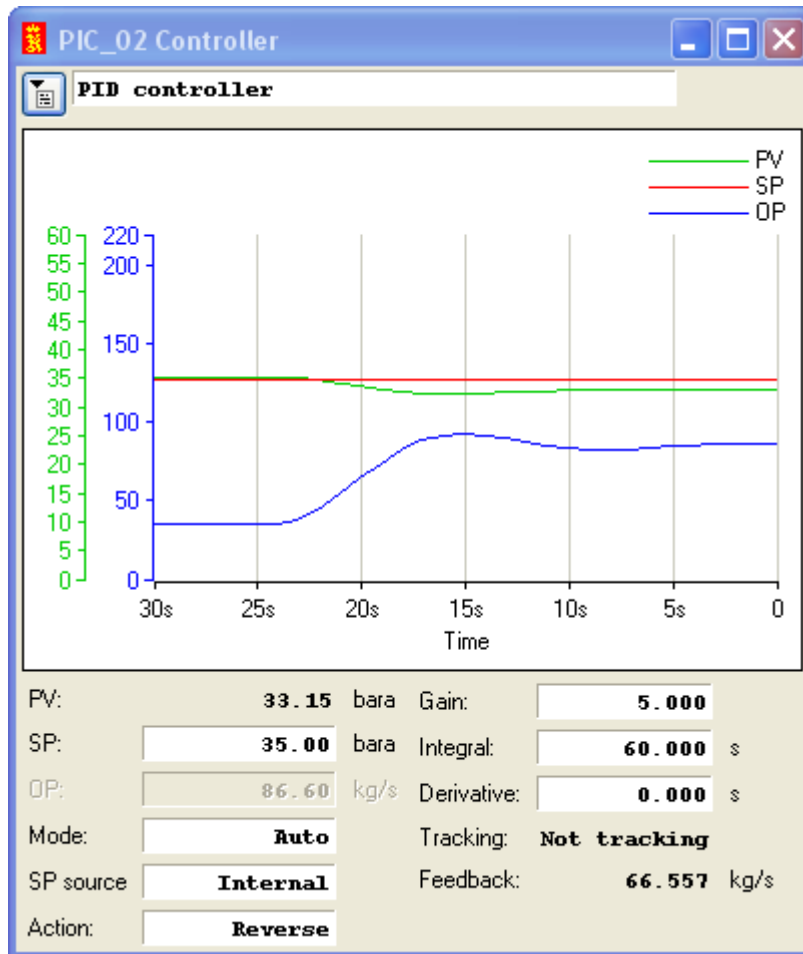 PIC_02 Controller
PID controller
PV
SP
OP
60 220
55 200
50
45
40 150
35
30
25 100
20
15 50
10
5
0 0
30s 25s 20s 15s 10s 5s 0
Time
PV: 33.15 bara Gain: 5.000
SP: 35.00 bara Integral: 60.000 s
OP: 86.60 kg/s Derivative: 0.000 s
Mode: Auto Tracking: Not tracking
SP source Internal Feedback: 66.557 kg/s
Action: Reverse